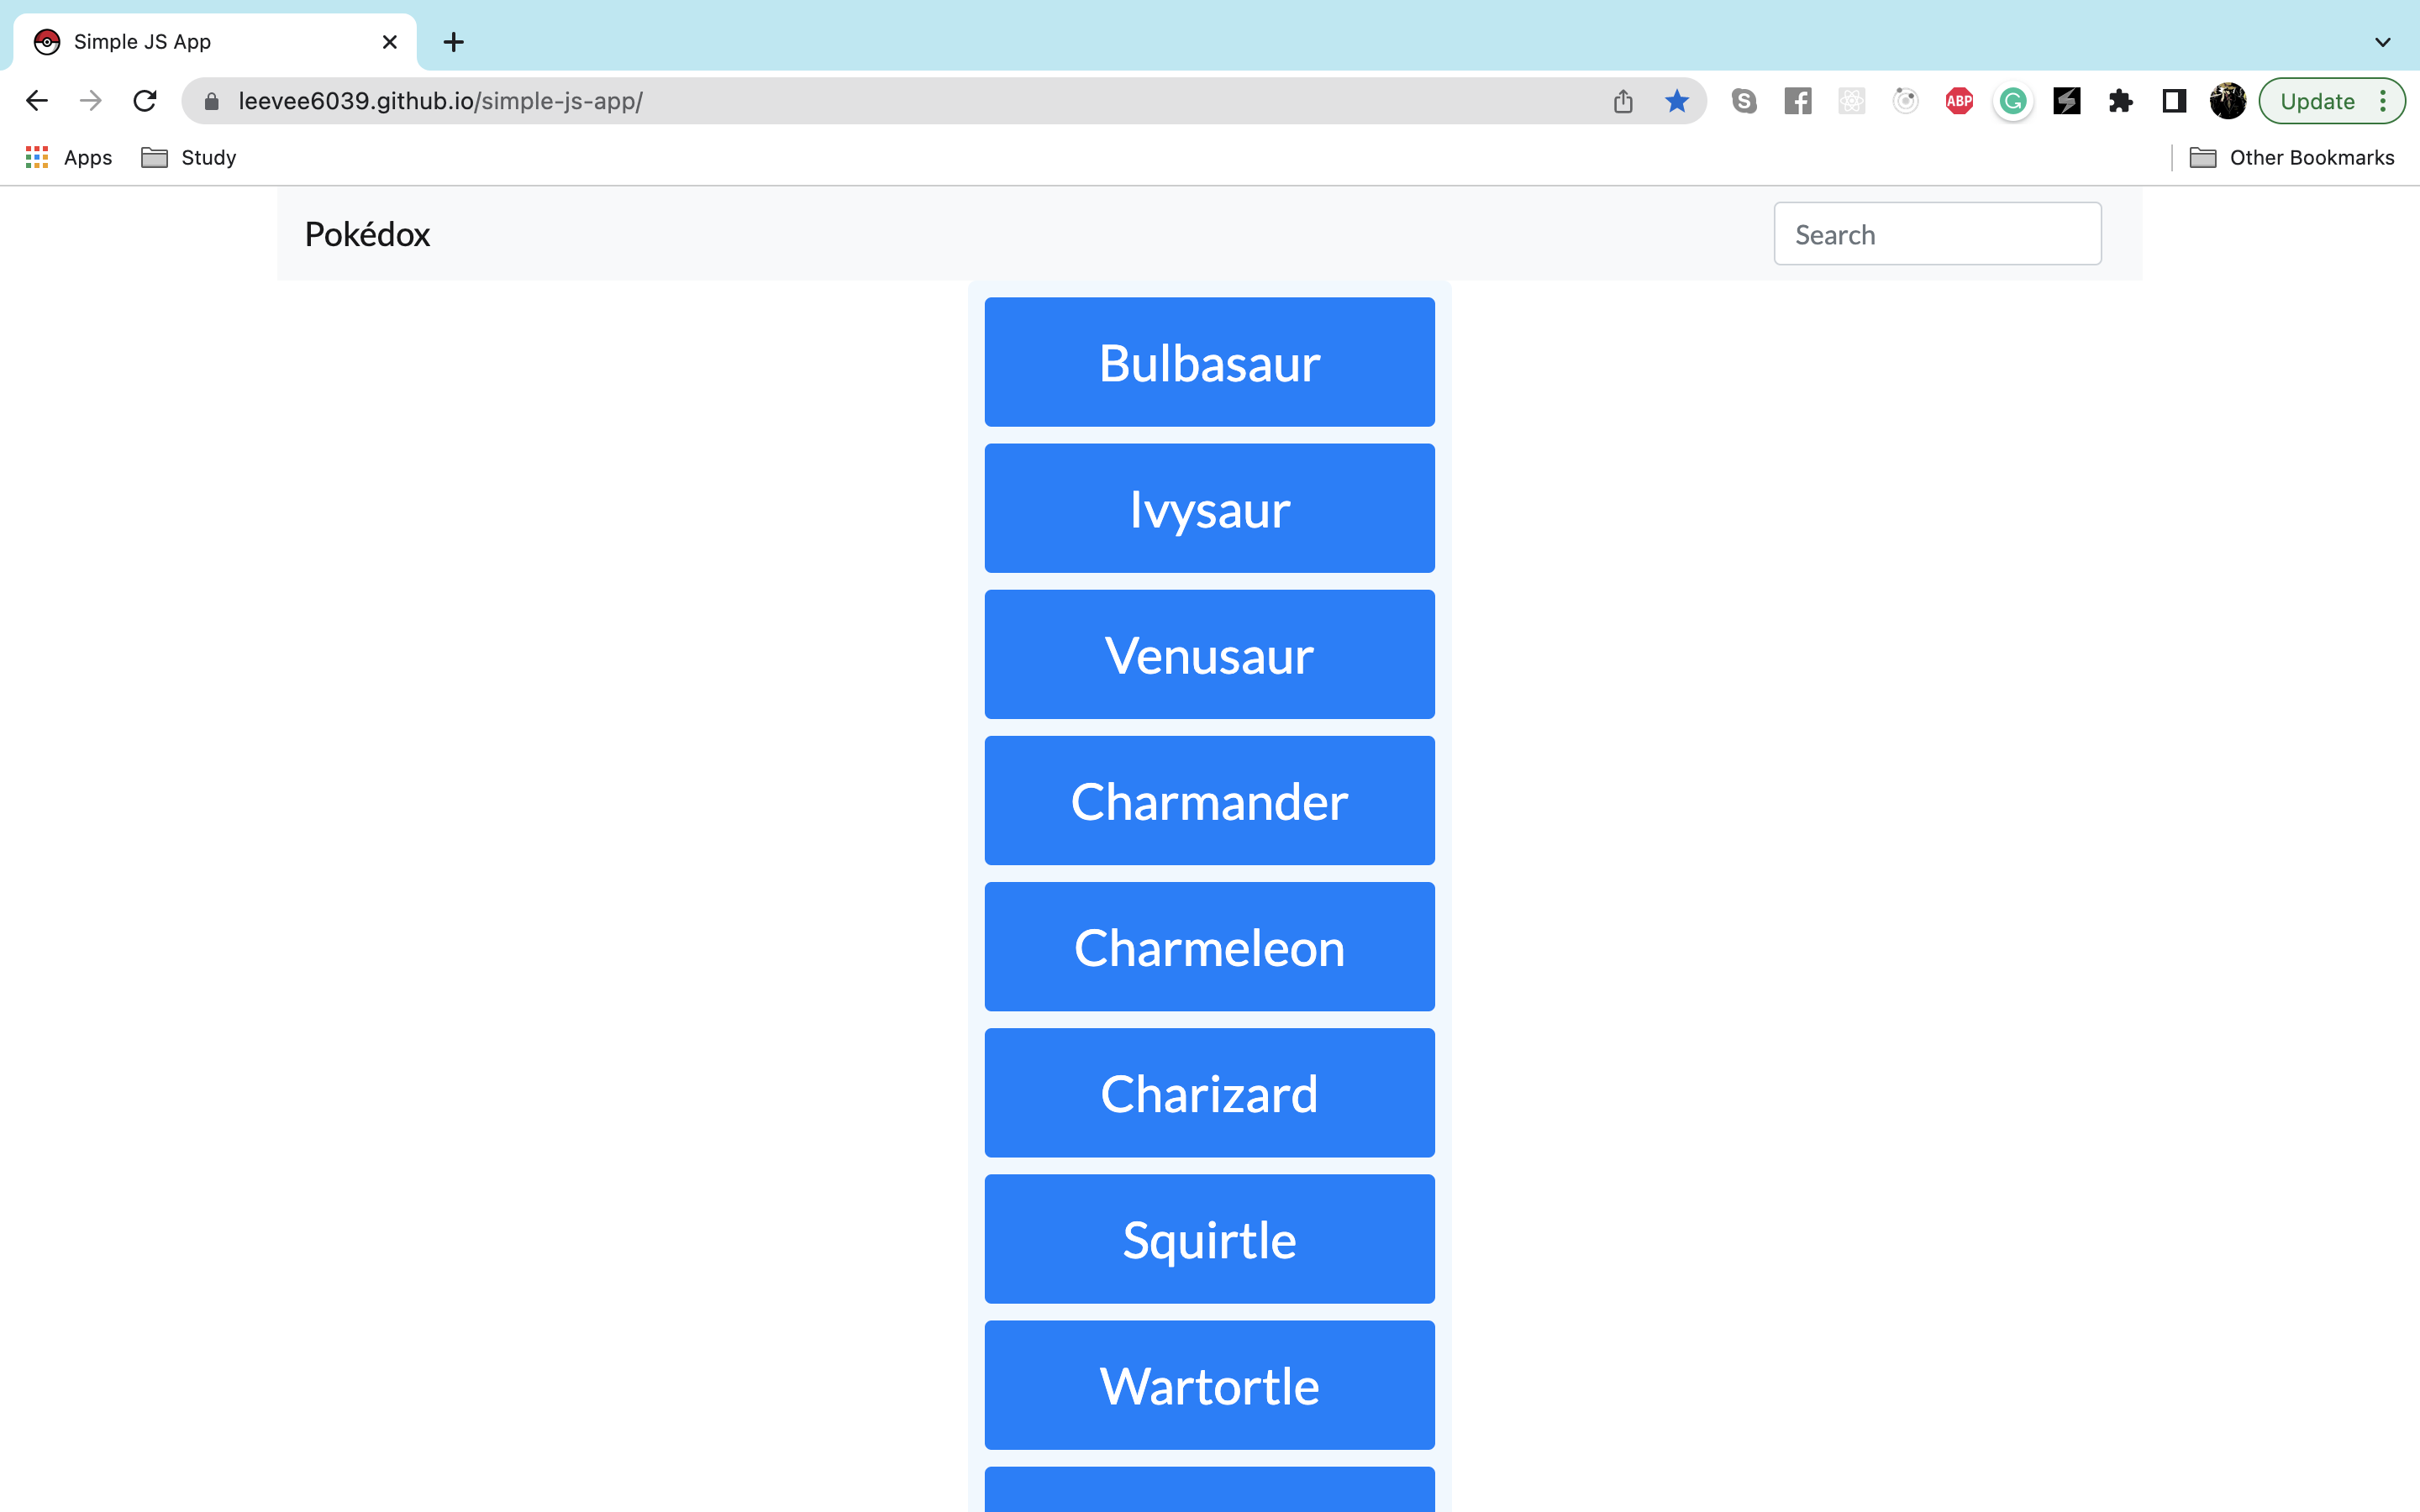 Simple JS App
leevee6039.github.io/simple-js-app/
S
ABP
G
Update
Apps
Study
Other Bookmarks
Pokédox
Search
Bulbasaur
Ivysaur
Venusaur
Charmander
Charmeleon
Charizard
Squirtle
Wartortle